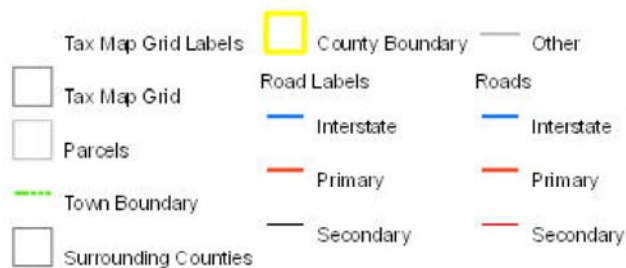 Tax Map Grid Labels
Tax Map Grid
Parcels
Town Boundary
Surrounding Counties
County Boundary
Road Labels
Interstate
Primary
Secondary
Other
Roads
Interstate
Primary
Secondary